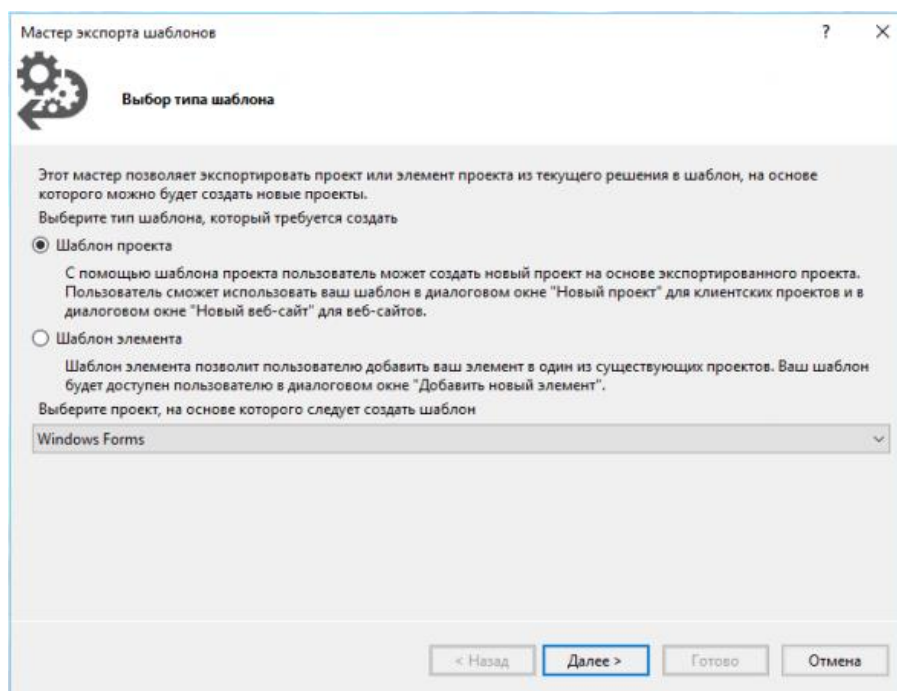 Мастер экспорта шаблонов
?
Выбор типа шаблона
Этот мастер позволяет экспортировать проект или элемент проекта из текущего решения в шаблон, на основе
которого можно будет создать новые проекты.
Выберите тип шаблона, который требуется создать
Шаблон проекта
С помощью шаблона проекта пользователь может создать новый проект на основе экспортированного проекта.
Пользователь сможет использовать ваш шаблон в диалоговом окне "Новый проект" для клиентских проектов и в
диалоговом окне "Новый веб-сайт" для веб-сайтов.
Шаблон элемента
Шаблон элемента позволит пользователю добавить ваш элемент в один из существующих проектов. Ваш шаблон
будет доступен пользователю в диалоговом окне "Добавить новый элемент".
Выберите проект, на основе которого следует создать шаблон
Windows Forms
< Назад Далее > Готово Отмена